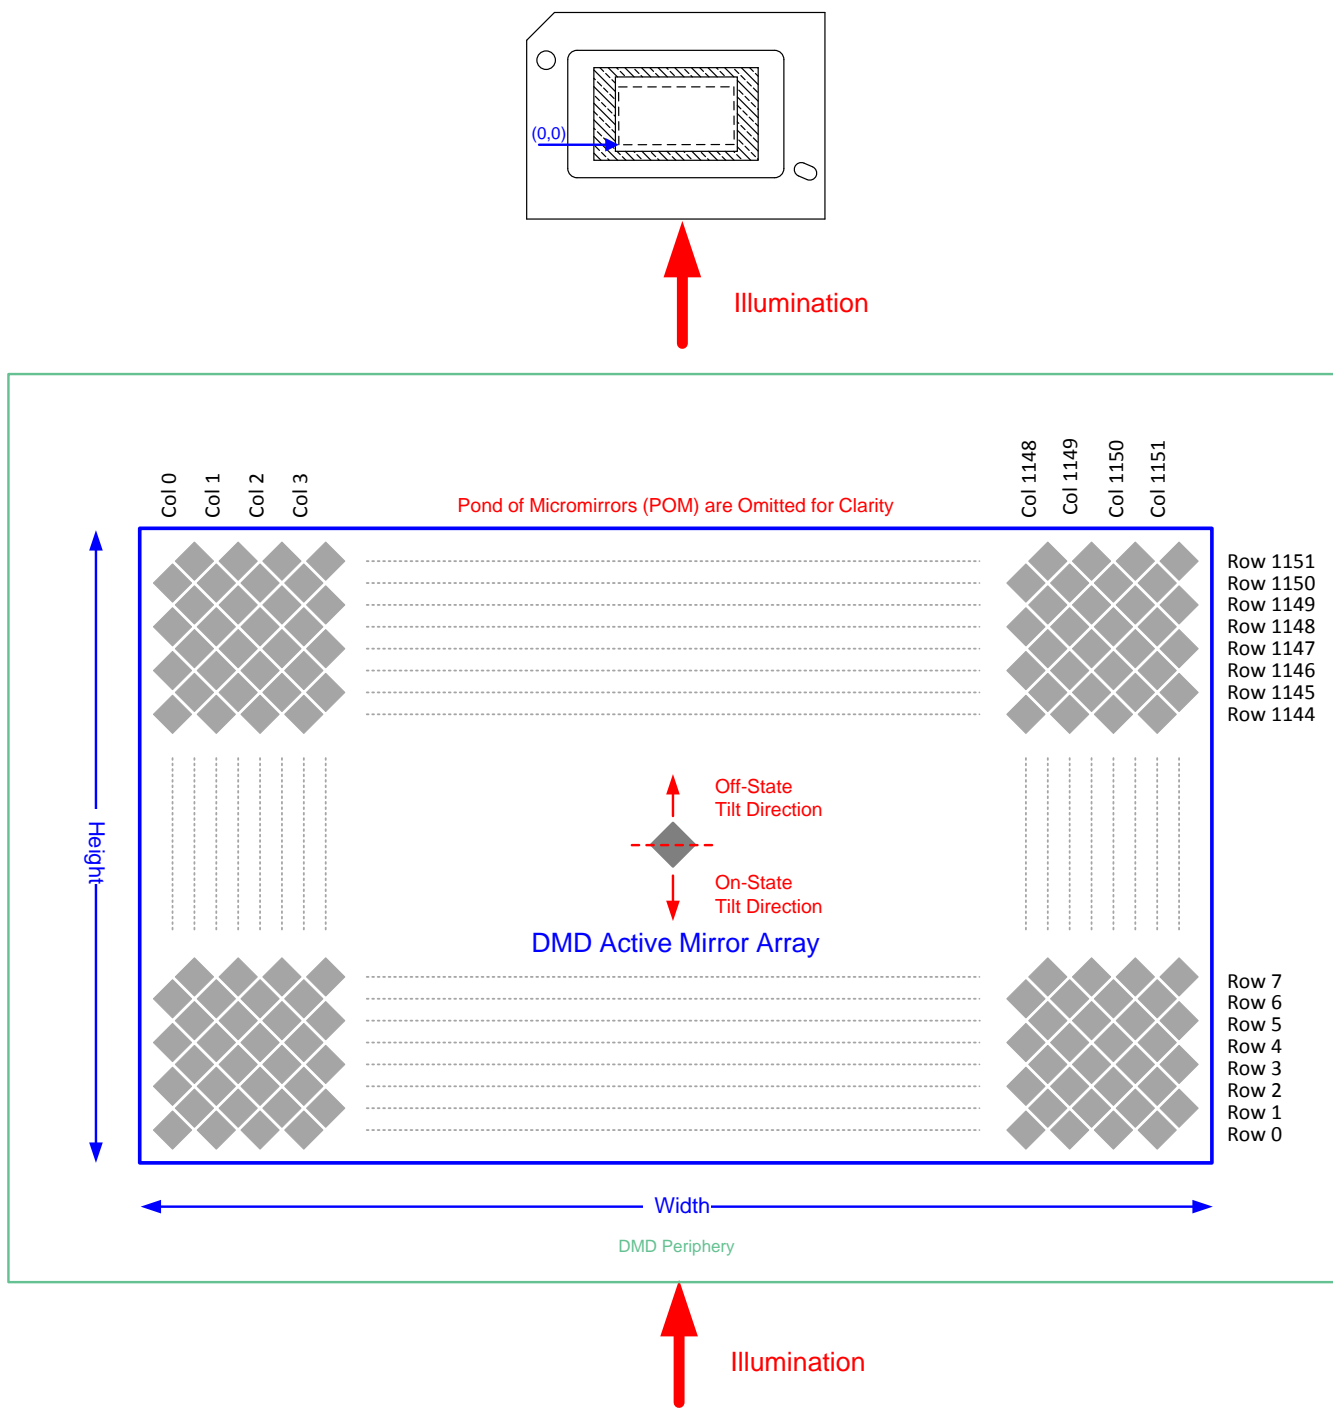 (0,0)
Illumination
Col 0
Col 1
Col 2
Col 3
Col 1148
Col 1149
Col 1150
Col 1151
Pond of Micromirrors (POM) are Omitted for Clarity
Row 1151
Row 1150
Row 1149
Row 1148
Row 1147
Row 1146
Row 1145
Row 1144
Off-State
Tilt Direction
Height
On-State
Tilt Direction
DMD Active Mirror Array
Row 7
Row 6
Row 5
Row 4
Row 3
Row 2
Row 1
Row 0
Width
DMD Periphery
Illumination